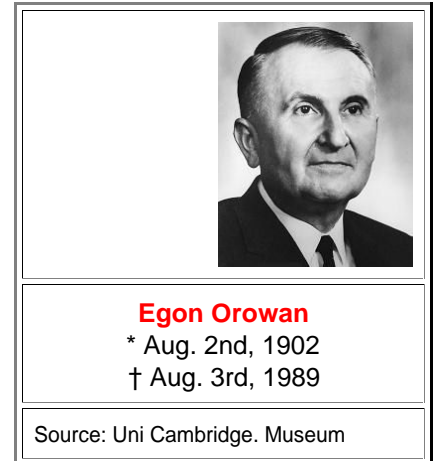 Egon Orowan
* Aug. 2nd, 1902
† Aug. 3rd, 1989
Source: Uni Cambridge. Museum